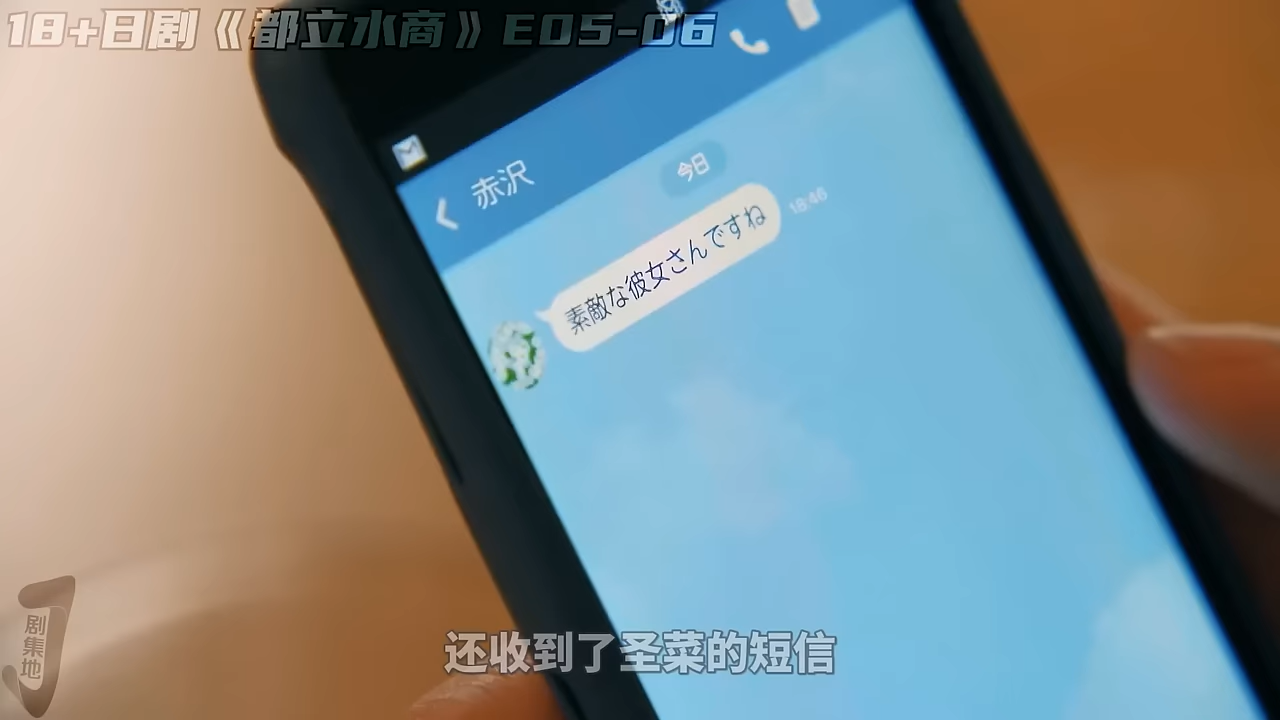 18+日剧《都立水商》E05-06
赤沢
今日
素敵な彼女さんですね
18:46
还收到了圣菜的短信
剧集地